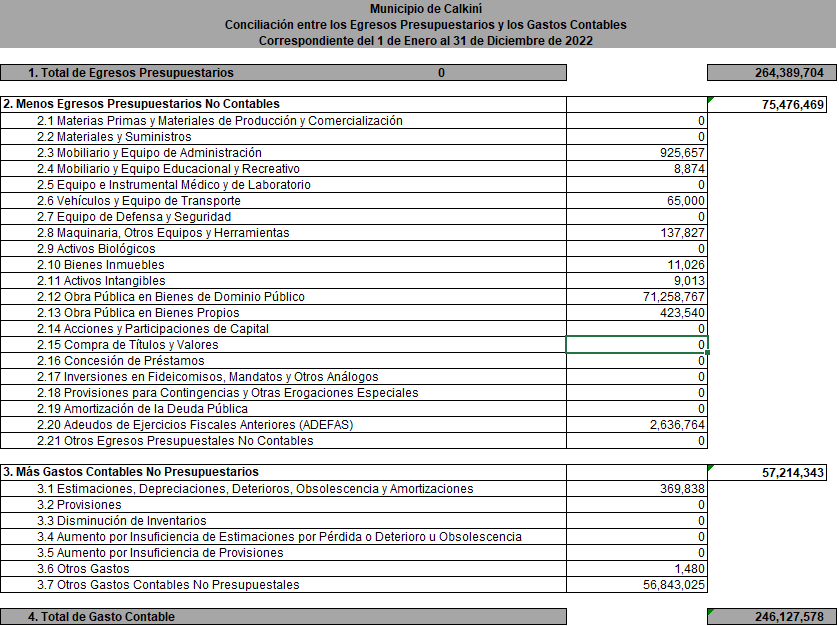 Municipio de Calkiní
Conciliación entre los Egresos Presupuestarios y los Gastos Contables
Correspondiente del 1 de Enero al 31 de Diciembre de 2022
1. Total de Egresos Presupuestarios 0 264,389,704
2. Menos Egresos Presupuestarios No Contables 75,476,469
2.1 Materias Primas y Materiales de Producción y Comercialización 0
2.2 Materiales y Suministros 0
2.3 Mobiliario y Equipo de Administración 925,657
2.4 Mobiliario y Equipo Educacional y Recreativo 8,874
2.5 Equipo e Instrumental Médico y de Laboratorio 0
2.6 Vehículos y Equipo de Transporte 65,000
2.7 Equipo de Defensa y Seguridad 0
2.8 Maquinaria, Otros Equipos y Herramientas 137,827
2.9 Activos Biológicos 0
2.10 Bienes Inmuebles 11,026
2.11 Activos Intangibles 9,013
2.12 Obra Pública en Bienes de Dominio Público 71,258,767
2.13 Obra Pública en Bienes Propios 423,540
2.14 Acciones y Participaciones de Capital 0
2.15 Compra de Títulos y Valores 0
2.16 Concesión de Préstamos 0
2.17 Inversiones en Fideicomisos, Mandatos y Otros Análogos 0
2.18 Provisiones para Contingencias y Otras Erogaciones Especiales 0
2.19 Amortización de la Deuda Pública 0
2.20 Adeudos de Ejercicios Fiscales Anteriores (ADEFAS) 2,636,764
2.21 Otros Egresos Presupuestales No Contables 0
3. Más Gastos Contables No Presupuestarios 57,214,343
3.1 Estimaciones, Depreciaciones, Deterioros, Obsolescencia y Amortizaciones 369,838
3.2 Provisiones 0
3.3 Disminución de Inventarios 0
3.4 Aumento por Insuficiencia de Estimaciones por Pérdida o Deterioro u Obsolescencia 0
3.5 Aumento por Insuficiencia de Provisiones 0
3.6 Otros Gastos 1,480
3.7 Otros Gastos Contables No Presupuestales 56,843,025
4. Total de Gasto Contable 246,127,578